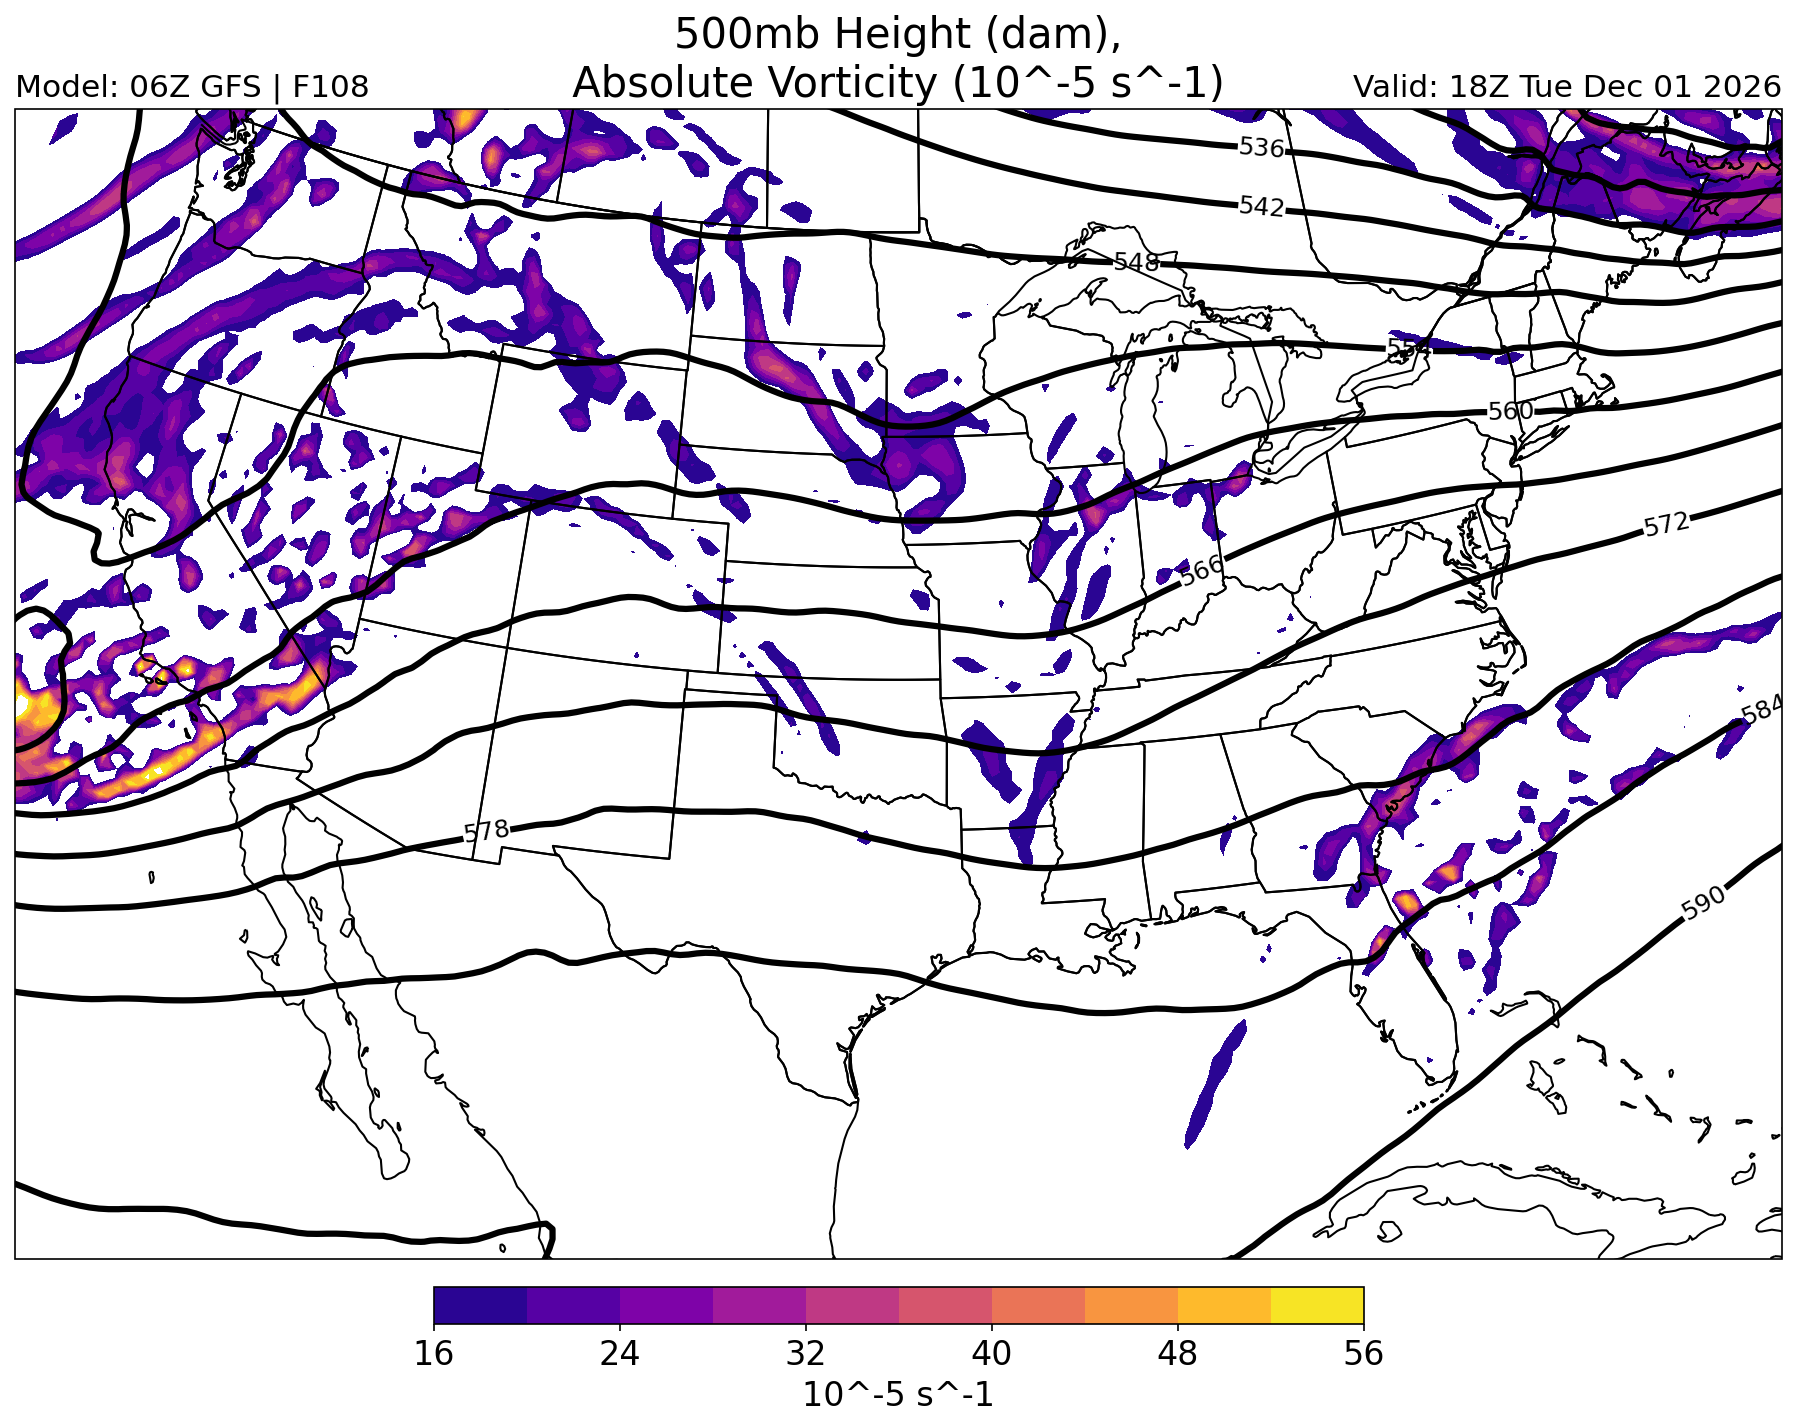 500mb Height (dam),
Absolute Vorticity (10^-5 s^-1)
Model: 06Z GFS | F108
Valid: 18Z Tue Dec 01 2026
536
542
548
554
560
566
572
578
584
590
16 24 32 40 48 56
10^-5 s^-1